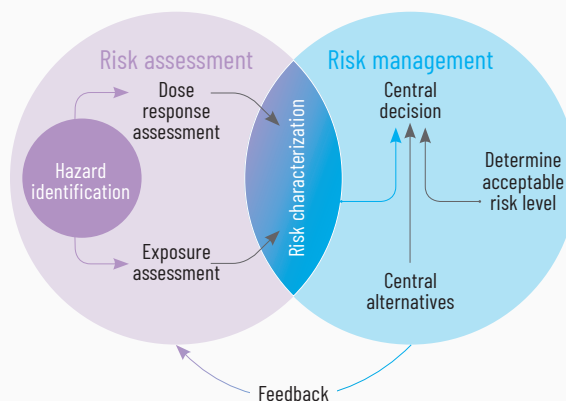 Risk assessment
Dose
response
assessment
Hazard
identification
Exposure
assessment
Risk characterization
Risk management
Central
decision
Determine
acceptable
risk level
Central
alternatives
Feedback